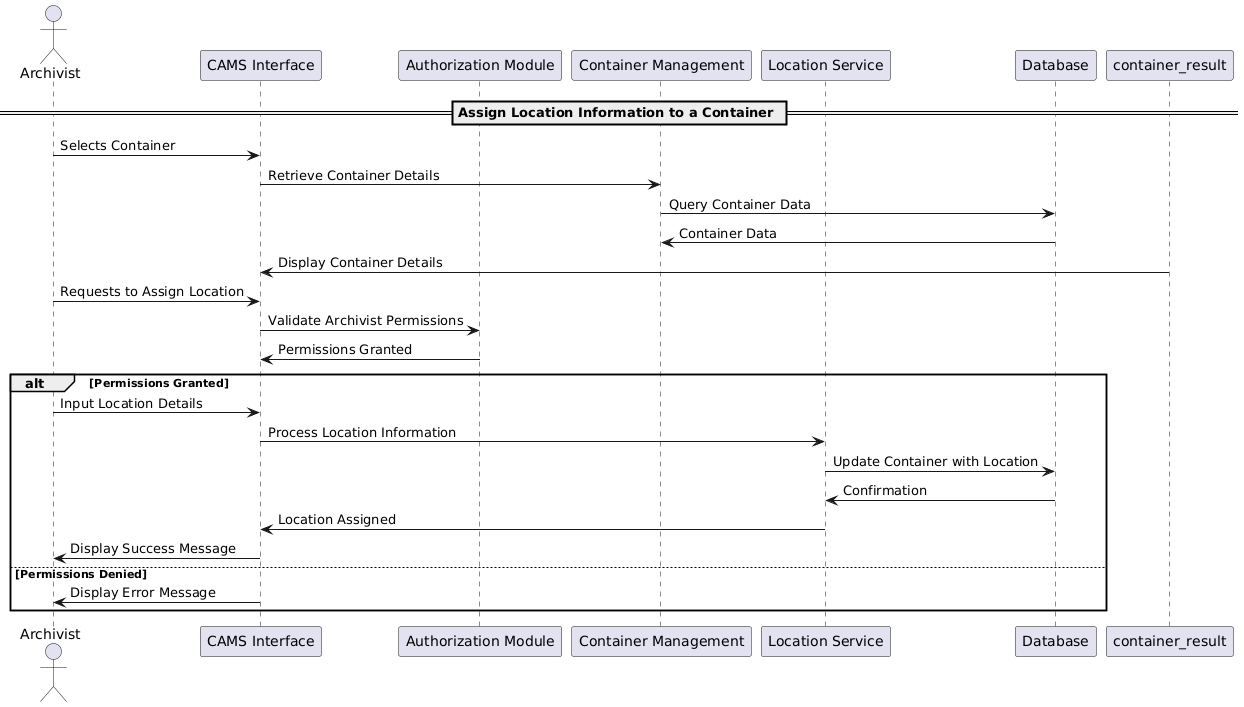 Archivist
CAMS Interface
Authorization Module
Container Management
Location Service
Database
container_result
Assign Location Information to a Container
Selects Container
Retrieve Container Details
Query Container Data
Container Data
Display Container Details
Requests to Assign Location
Validate Archivist Permissions
Permissions Granted
alt [Permissions Granted]
Input Location Details
Process Location Information
Update Container with Location
Confirmation
Location Assigned
Display Success Message
[Permissions Denied]
Display Error Message
Archivist
CAMS Interface
Authorization Module
Container Management
Location Service
Database
container_result